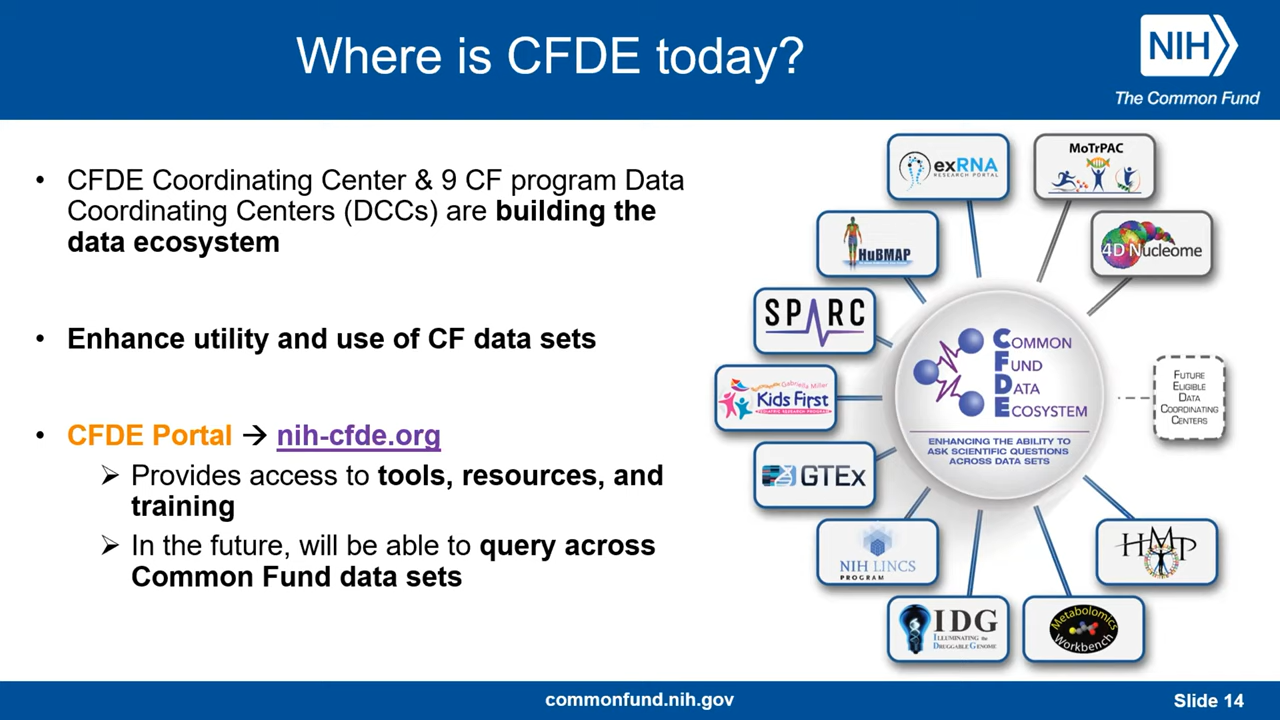 Where is CFDE today?
NIH
The Common Fund
• CFDE Coordinating Center & 9 CF program Data
Coordinating Centers (DCCs) are building the
data ecosystem
• Enhance utility and use of CF data sets
• CFDE Portal → nih-cfde.org
➢ Provides access to tools, resources, and
training
➢ In the future, will be able to query across
Common Fund data sets
exRNA
RESEARCH PORTAL
MoTrPAC
HuBMAP
4D Nucleome
SPARC
Gabriella Miller
Kids First
PEDIATRIC RESEARCH PROGRAM
GTEx
NIH LINCS
PROGRAM
IDG
ILLUMINATING the
DRUGGABLE GENOME
Metabolomics
Workbench
HMP
COMMON
FUND
DATA
ECOSYSTEM
ENHANCING THE ABILITY TO
ASK SCIENTIFIC QUESTIONS
ACROSS DATA SETS
FUTURE
ELIGIBLE
DATA
COORDINATING
CENTERS
commonfund.nih.gov
Slide 14